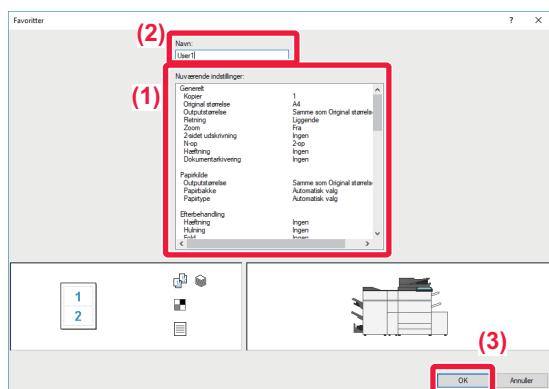 Favoritter ? ×
(2)
Navn:
User1
(1)
Nuværende indstillinger:
Generelt
Kopier 1
Original størrelse A4
Outputstørrelse Samme som Original størrelse
Retning Liggende
Zoom Fra
2-sidet udskrivning Ingen
N-op 2-op
Hæftning Ingen
Dokumentarkivering Ingen
Papirkilde
Outputstørrelse Samme som Original størrelse
Papirbakke Automatisk valg
Papirtype Automatisk valg
Efterbehandling
Hæftning Ingen
Hulning Ingen
Fold Ingen
1
2
(3)
OK Annuller